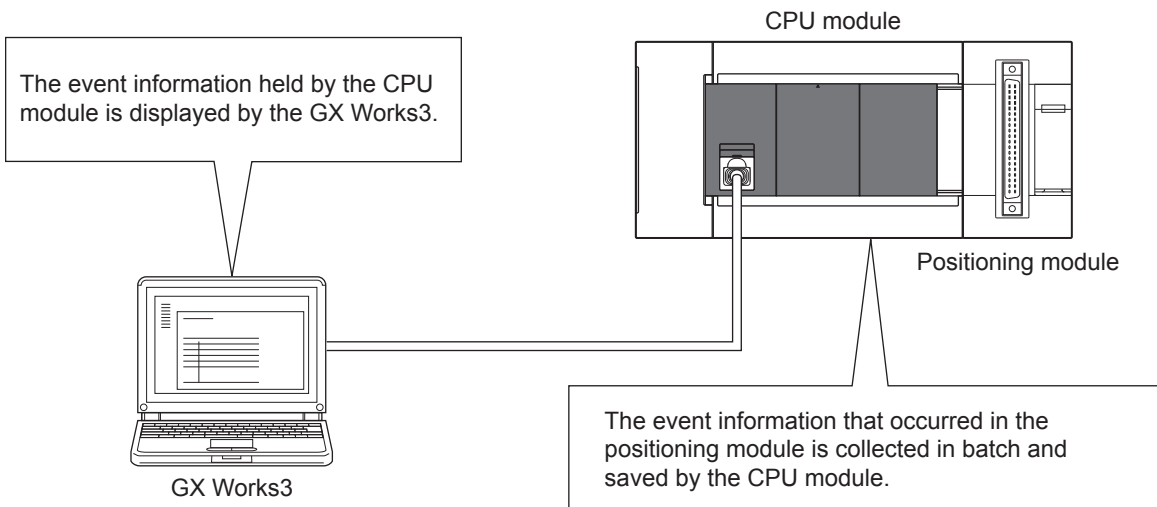 CPU module
The event information held by the CPU
module is displayed by the GX Works3.
Positioning module
The event information that occurred in the
positioning module is collected in batch and
saved by the CPU module.
GX Works3